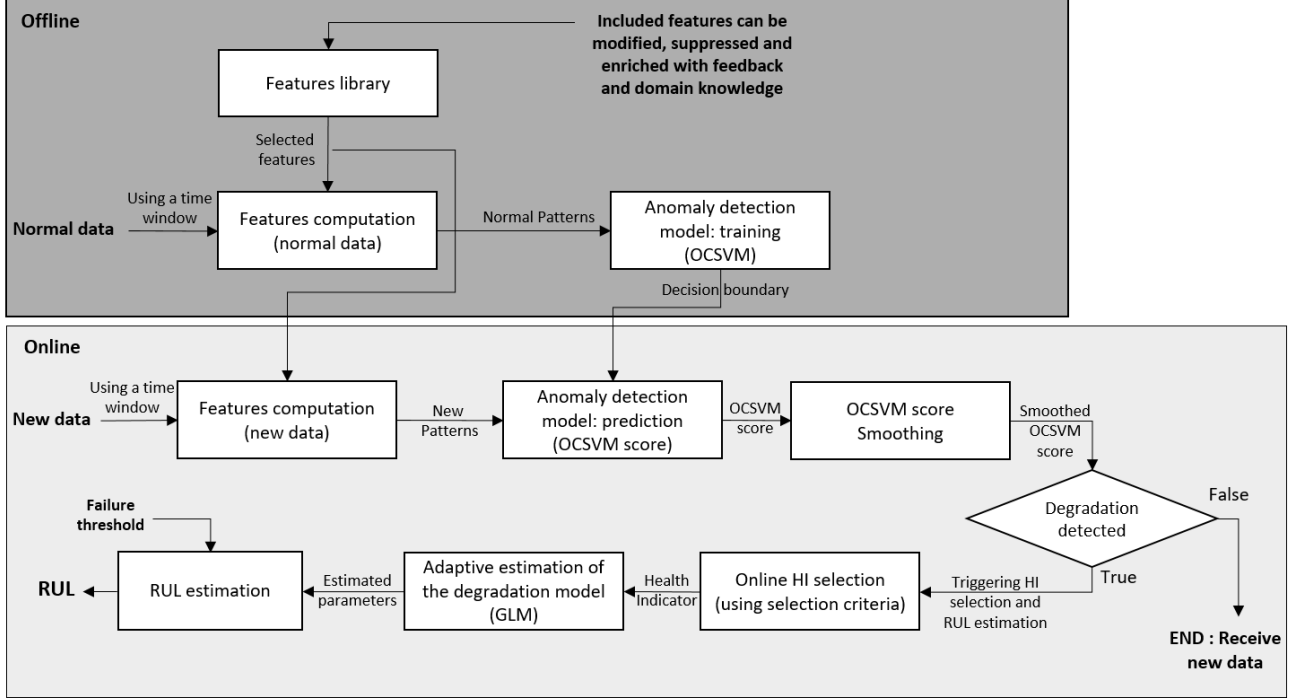 Offline
Included features can be
modified, suppressed and
enriched with feedback
and domain knowledge
Features library
Selected
features
Normal data
Using a time
window
Features computation
(normal data)
Normal Patterns
Anomaly detection
model: training
(OCSVM)
Decision boundary
Online
New data
Using a time
window
Features computation
(new data)
New
Patterns
Anomaly detection
model: prediction
(OCSVM score)
OCSVM
score
OCSVM score
Smoothing
Smoothed
OCSVM
score
Degradation
detected
False
END : Receive
new data
True
Triggering HI
selection and
RUL estimation
Online HI selection
(using selection criteria)
Health
Indicator
Adaptive estimation of
the degradation model
(GLM)
Estimated
parameters
Failure
threshold
RUL estimation
RUL